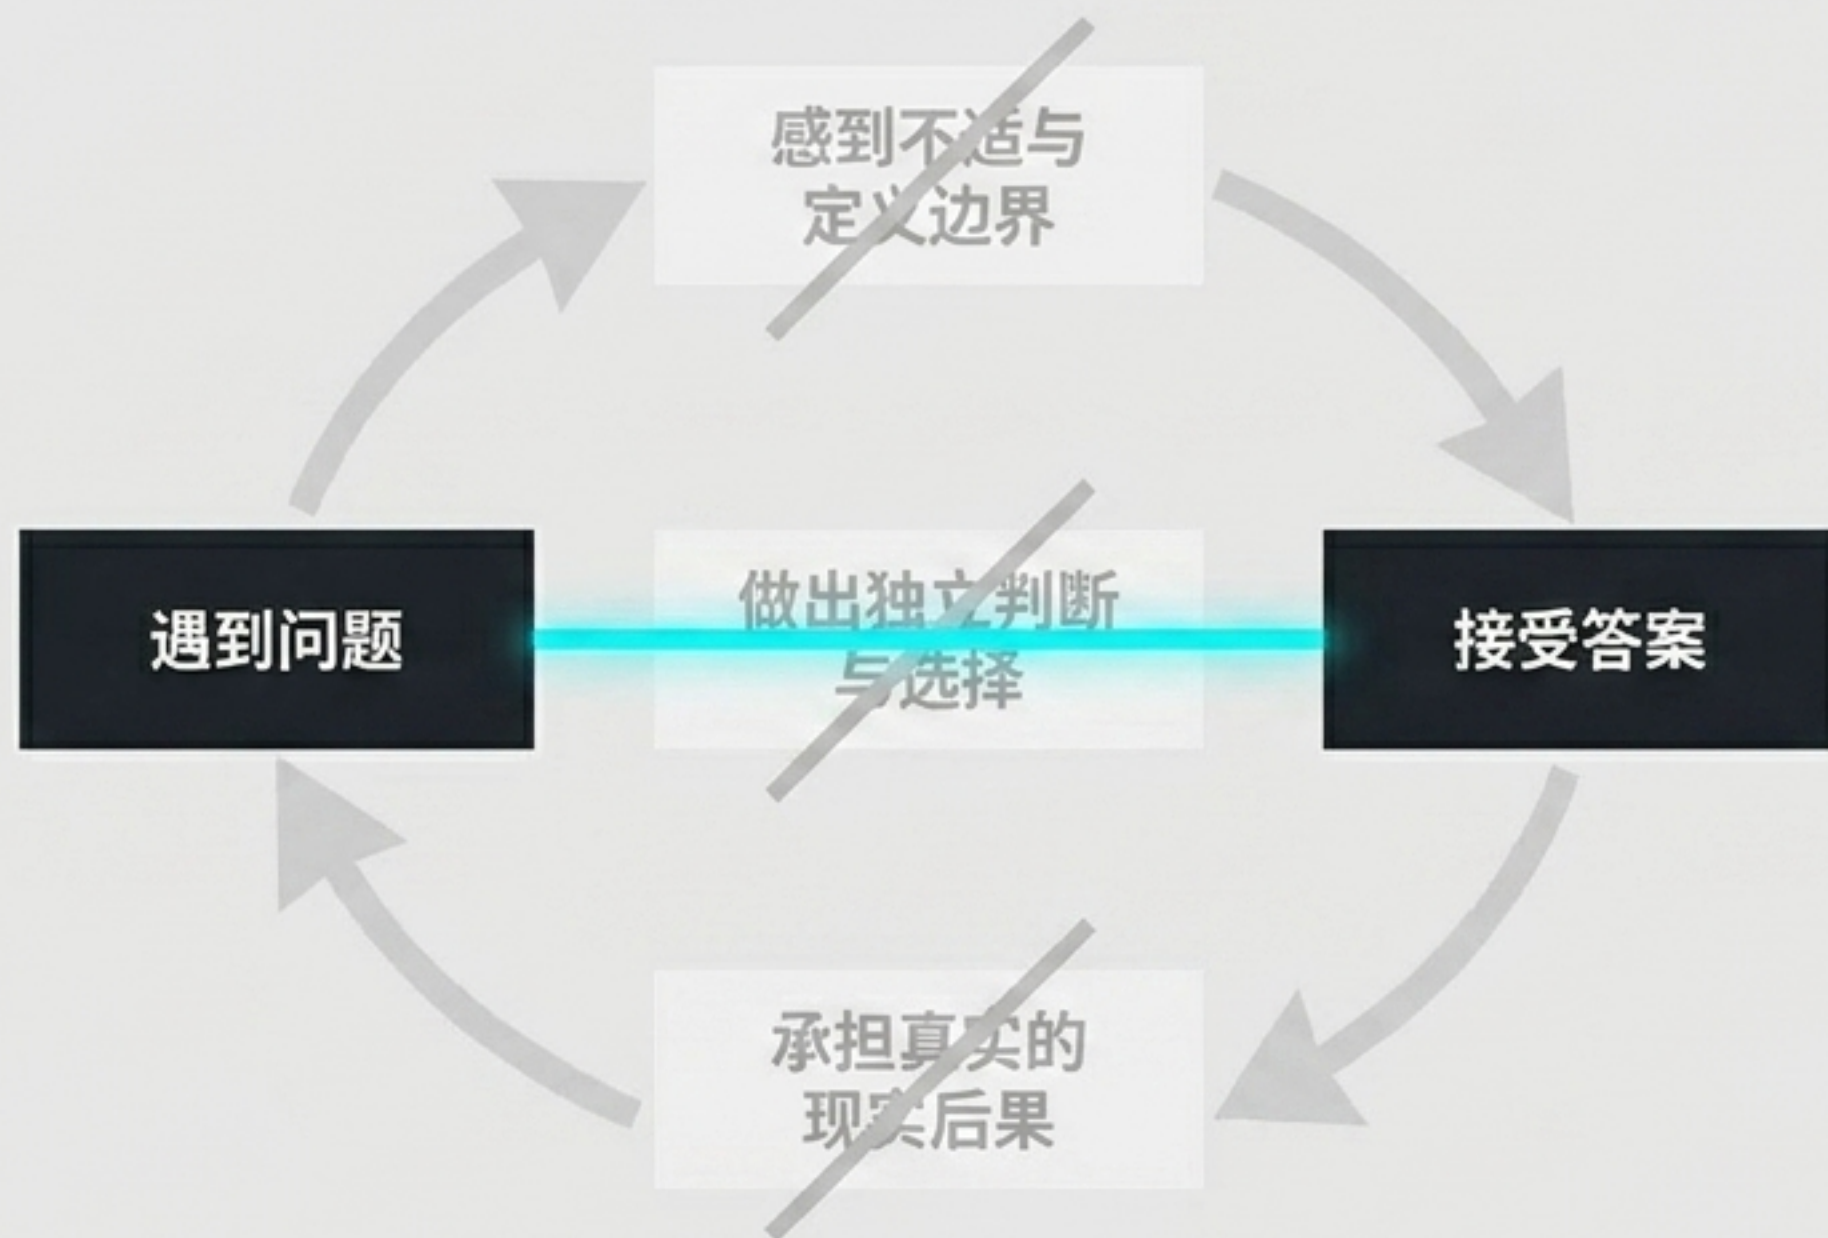 感到不适与
定义边界
遇到问题
做出独立判断
与选择
接受答案
承担真实的
现实后果